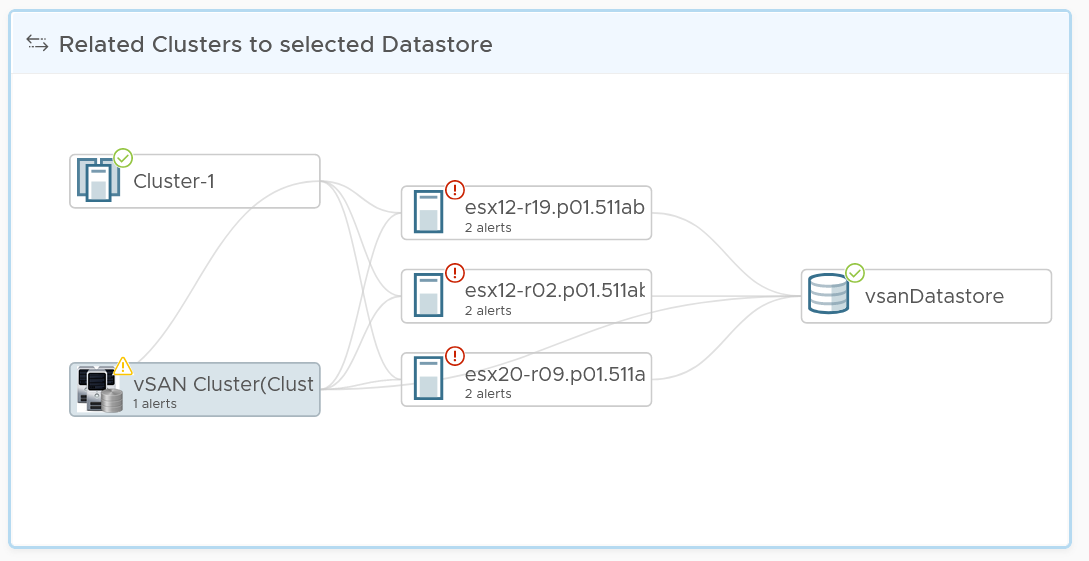 Related Clusters to selected Datastore
Cluster-1
esx12-r19.p01.511ab
2 alerts
esx12-r02.p01.511ab
2 alerts
vsanDatastore
esx20-r09.p01.511a
2 alerts
vSAN Cluster(Clust
1 alerts